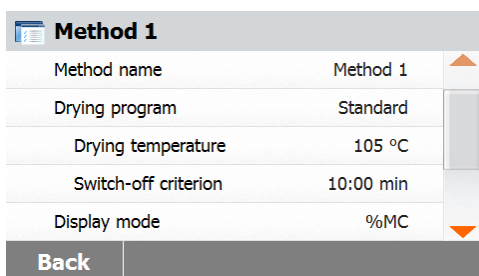 Method 1
Method name Method 1
Drying program Standard
Drying temperature 105 ºC
Switch-off criterion 10:00 min
Display mode %MC
Back